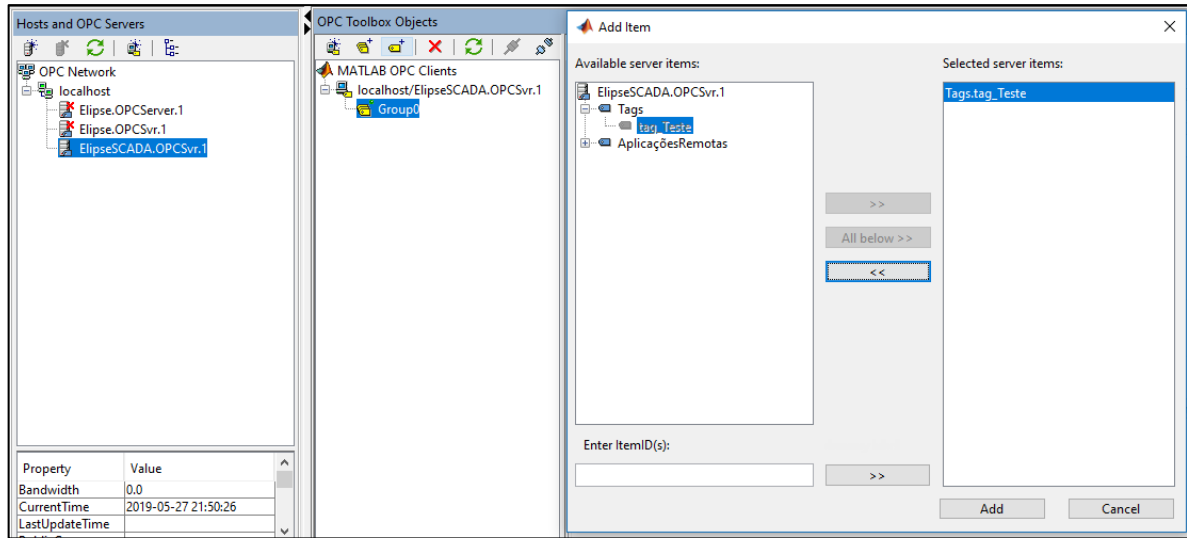 Hosts and OPC Servers
OPC Network
localhost
Elipse.OPCServer.1
Elipse.OPCSvr.1
ElipseSCADA.OPCSvr.1
Property Value
Bandwidth 0.0
CurrentTime 2019-05-27 21:50:26
LastUpdateTime
OPC Toolbox Objects
MATLAB OPC Clients
localhost/ElipseSCADA.OPCSvr.1
Group0
Add Item
Available server items:
ElipseSCADA.OPCSvr.1
Tags
tag_Teste
AplicaçõesRemotas
>>
All below >>
<<
Enter ItemID(s):
>>
Selected server items:
Tags.tag_Teste
Add Cancel